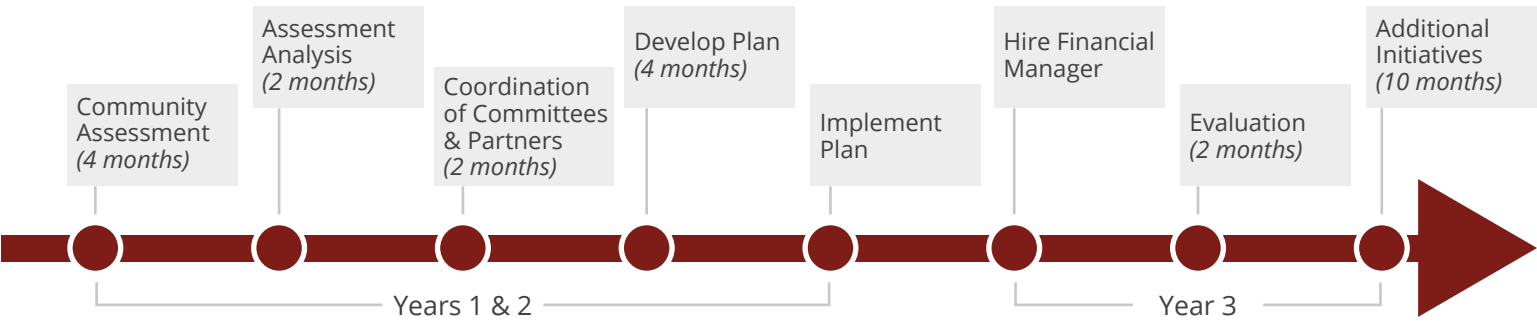 Community
Assessment
(4 months)
Assessment
Analysis
(2 months)
Coordination
of Committees
& Partners
(2 months)
Develop Plan
(4 months)
Implement
Plan
Hire Financial
Manager
Evaluation
(2 months)
Additional
Initiatives
(10 months)
Years 1 & 2
Year 3